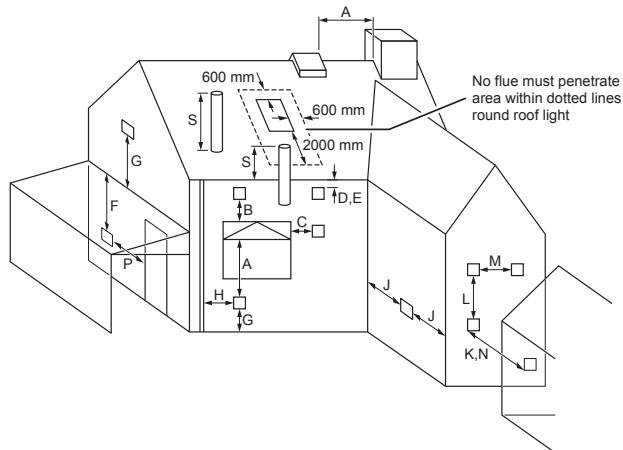 A
600 mm
No flue must penetrate
area within dotted lines
round roof light
600 mm
S
2000 mm
G
S
F
D,E
B
C
P
A
M
J
L
H
J
G
K,N